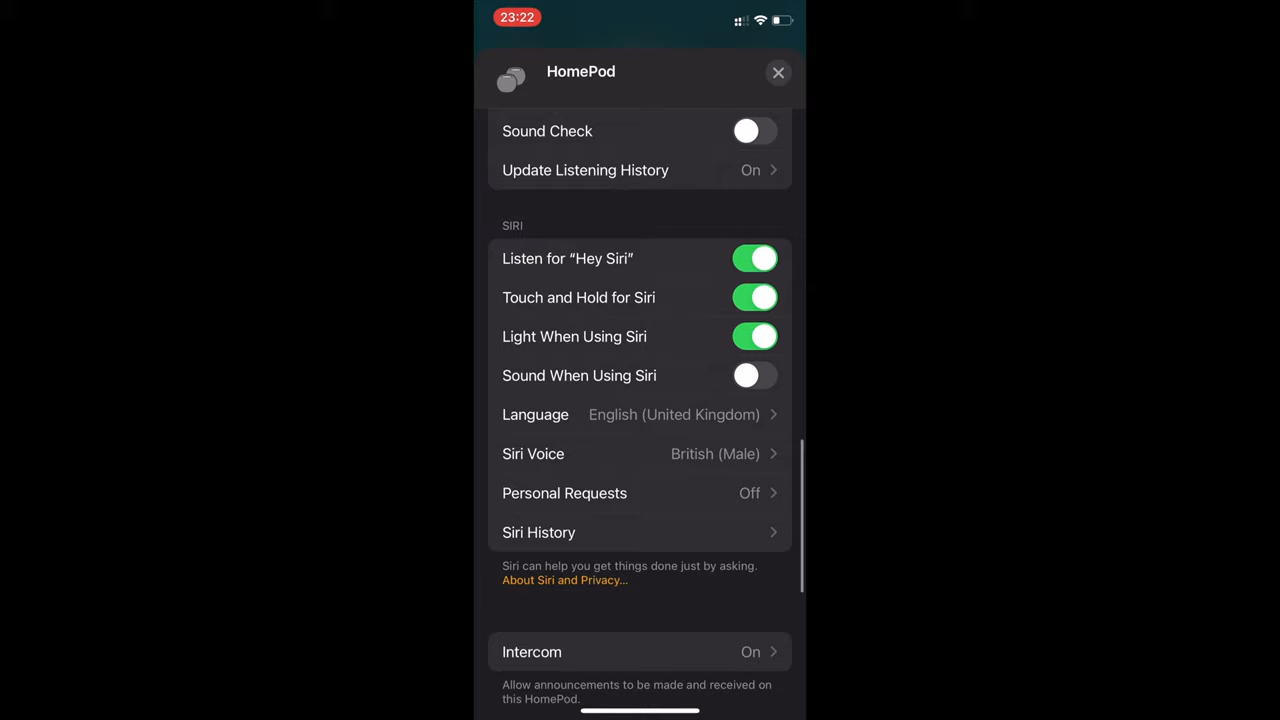 23:22
HomePod
Sound Check
Update Listening History On
SIRI
Listen for “Hey Siri”
Touch and Hold for Siri
Light When Using Siri
Sound When Using Siri
Language English (United Kingdom)
Siri Voice British (Male)
Personal Requests Off
Siri History
Siri can help you get things done just by asking.
About Siri and Privacy...
Intercom On
Allow announcements to be made and received on
this HomePod.